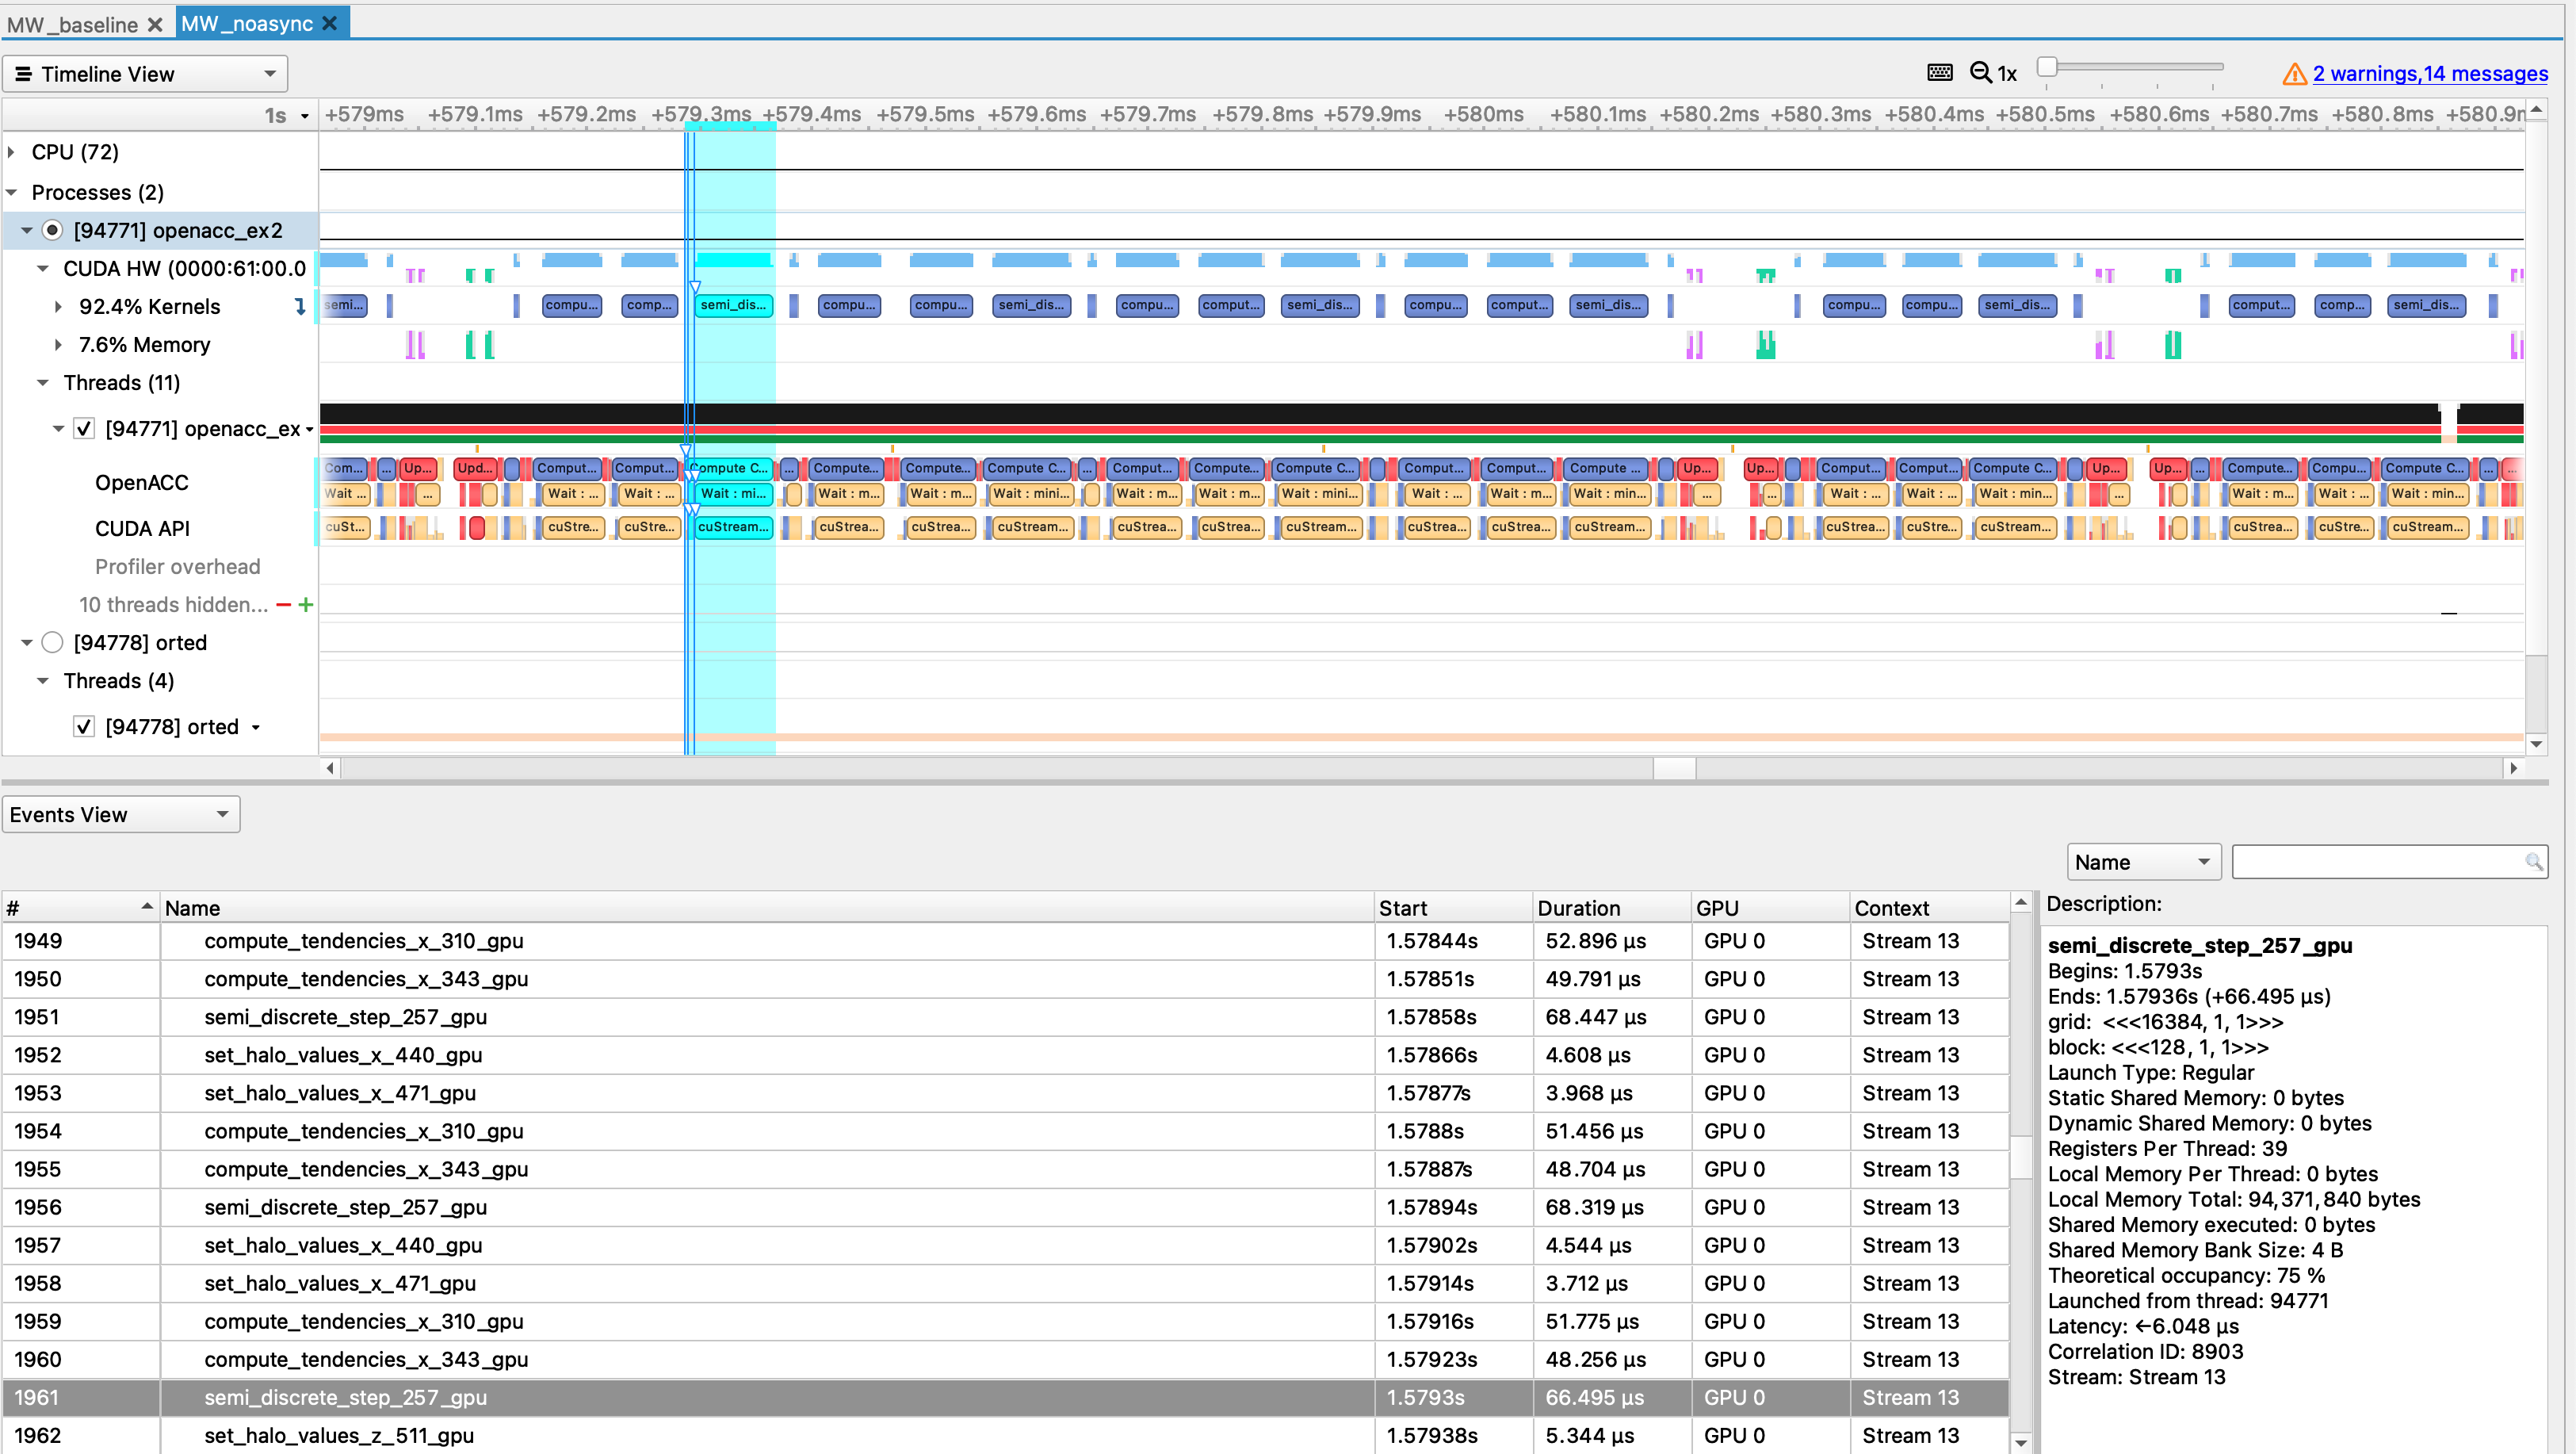 MW_baseline MW_noasync
Timeline View
1x
2 warnings,14 messages
1s +579ms +579.1ms +579.2ms +579.3ms +579.4ms +579.5ms +579.6ms +579.7ms +579.8ms +579.9ms +580ms +580.1ms +580.2ms +580.3ms +580.4ms +580.5ms +580.6ms +580.7ms +580.8ms +580.9m
CPU (72)
Processes (2)
[94771] openacc_ex2
CUDA HW (0000:61:00.0
92.4% Kernels semi... compu... comp... semi_dis... compu... compu... semi_dis... compu... comput... semi_dis... compu... comput... semi_dis... compu... compu... semi_dis... comput... comp... semi_dis...
7.6% Memory
Threads (11)
[94771] openacc_ex
OpenACC
Com... ... Up... Upd... Comput... Comput... Compute C... ... Compute... Compute... Compute C... ... Comput... Compute... Compute C... Comput... Comput... Compute ... Up... Up... Comput... Comput... Compute C... Up... Up... ... Compute... Compu... Compute C... ... ...
Wait ... ... Wait : ... Wait : ... Wait : mi... Wait : m... Wait : m... Wait : mini... Wait : m... Wait : m... Wait : mini... Wait : ... Wait : m... Wait : min... ... ... Wait : ... Wait : ... Wait : min... ... Wait : m... Wait : ... Wait : min...
CUDA API cuSt... cuStre... cuStre... cuStream... cuStrea... cuStrea... cuStream... cuStrea... cuStrea... cuStream... cuStrea... cuStrea... cuStream... cuStrea... cuStre... cuStream... cuStrea... cuStre... cuStream...
Profiler overhead
10 threads hidden...
[94778] orted
Threads (4)
[94778] orted
Events View
Name
# Name Start Duration GPU Context
1949 compute_tendencies_x_310_gpu 1.57844s 52.896 μs GPU 0 Stream 13
1950 compute_tendencies_x_343_gpu 1.57851s 49.791 μs GPU 0 Stream 13
1951 semi_discrete_step_257_gpu 1.57858s 68.447 μs GPU 0 Stream 13
1952 set_halo_values_x_440_gpu 1.57866s 4.608 μs GPU 0 Stream 13
1953 set_halo_values_x_471_gpu 1.57877s 3.968 μs GPU 0 Stream 13
1954 compute_tendencies_x_310_gpu 1.5788s 51.456 μs GPU 0 Stream 13
1955 compute_tendencies_x_343_gpu 1.57887s 48.704 μs GPU 0 Stream 13
1956 semi_discrete_step_257_gpu 1.57894s 68.319 μs GPU 0 Stream 13
1957 set_halo_values_x_440_gpu 1.57902s 4.544 μs GPU 0 Stream 13
1958 set_halo_values_x_471_gpu 1.57914s 3.712 μs GPU 0 Stream 13
1959 compute_tendencies_x_310_gpu 1.57916s 51.775 μs GPU 0 Stream 13
1960 compute_tendencies_x_343_gpu 1.57923s 48.256 μs GPU 0 Stream 13
1961 semi_discrete_step_257_gpu 1.5793s 66.495 μs GPU 0 Stream 13
1962 set_halo_values_z_511_gpu 1.57938s 5.344 μs GPU 0 Stream 13
Description:
semi_discrete_step_257_gpu
Begins: 1.5793s
Ends: 1.57936s (+66.495 μs)
grid: <<<16384, 1, 1>>>
block: <<<128, 1, 1>>>
Launch Type: Regular
Static Shared Memory: 0 bytes
Dynamic Shared Memory: 0 bytes
Registers Per Thread: 39
Local Memory Per Thread: 0 bytes
Local Memory Total: 94,371,840 bytes
Shared Memory executed: 0 bytes
Shared Memory Bank Size: 4 B
Theoretical occupancy: 75 %
Launched from thread: 94771
Latency: ←6.048 μs
Correlation ID: 8903
Stream: Stream 13